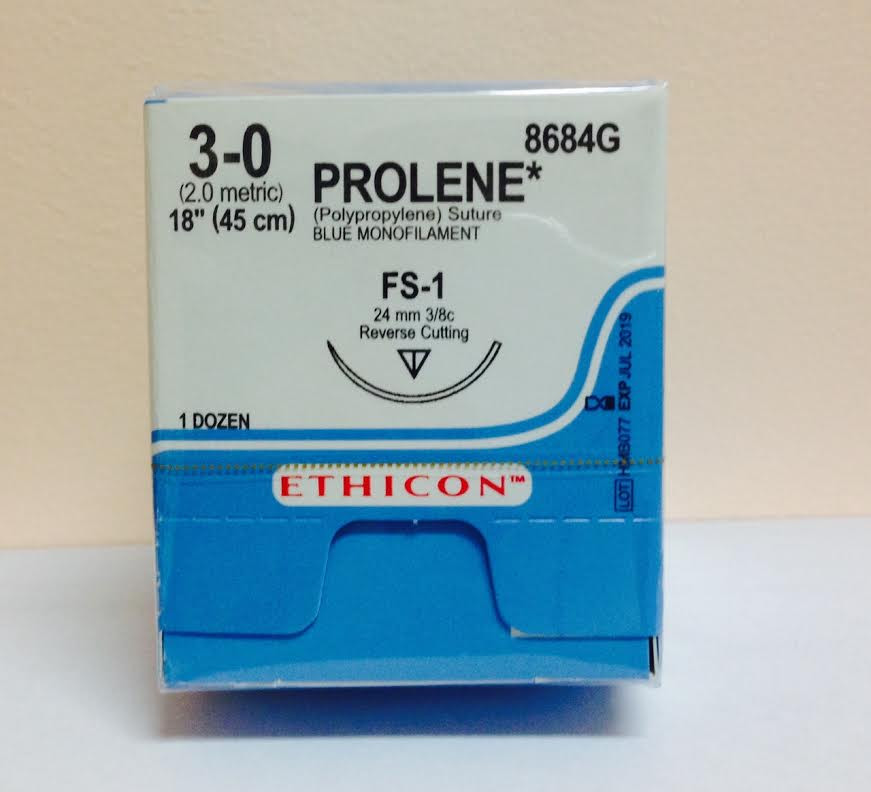 3-0
(2.0 metric)
18" (45 cm)
8684G
PROLENE*
(Polypropylene) Suture
BLUE MONOFILAMENT
FS-1
24 mm 3/8c
Reverse Cutting
1 DOZEN
ETHICON™
LOT EXP JUL 2019